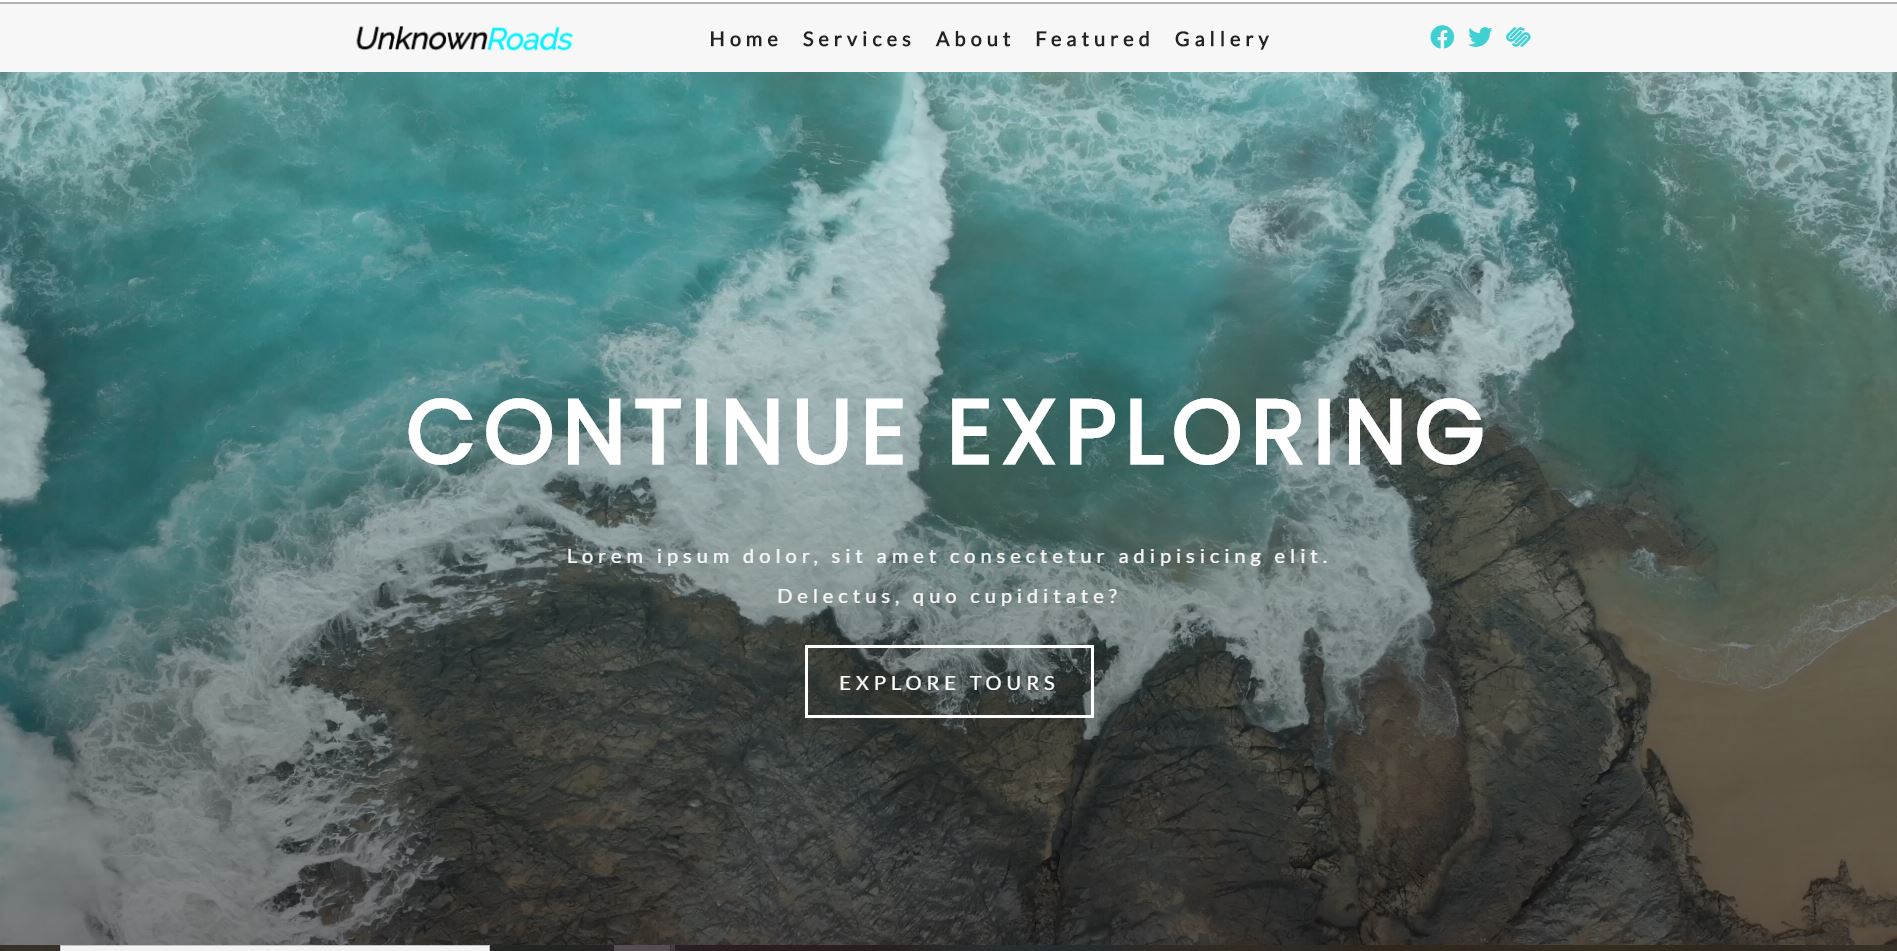 UnknownRoads
Home Services About Featured Gallery
CONTINUE EXPLORING
Lorem ipsum dolor, sit amet consectetur adipisicing elit.
Delectus, quo cupiditate?
EXPLORE TOURS